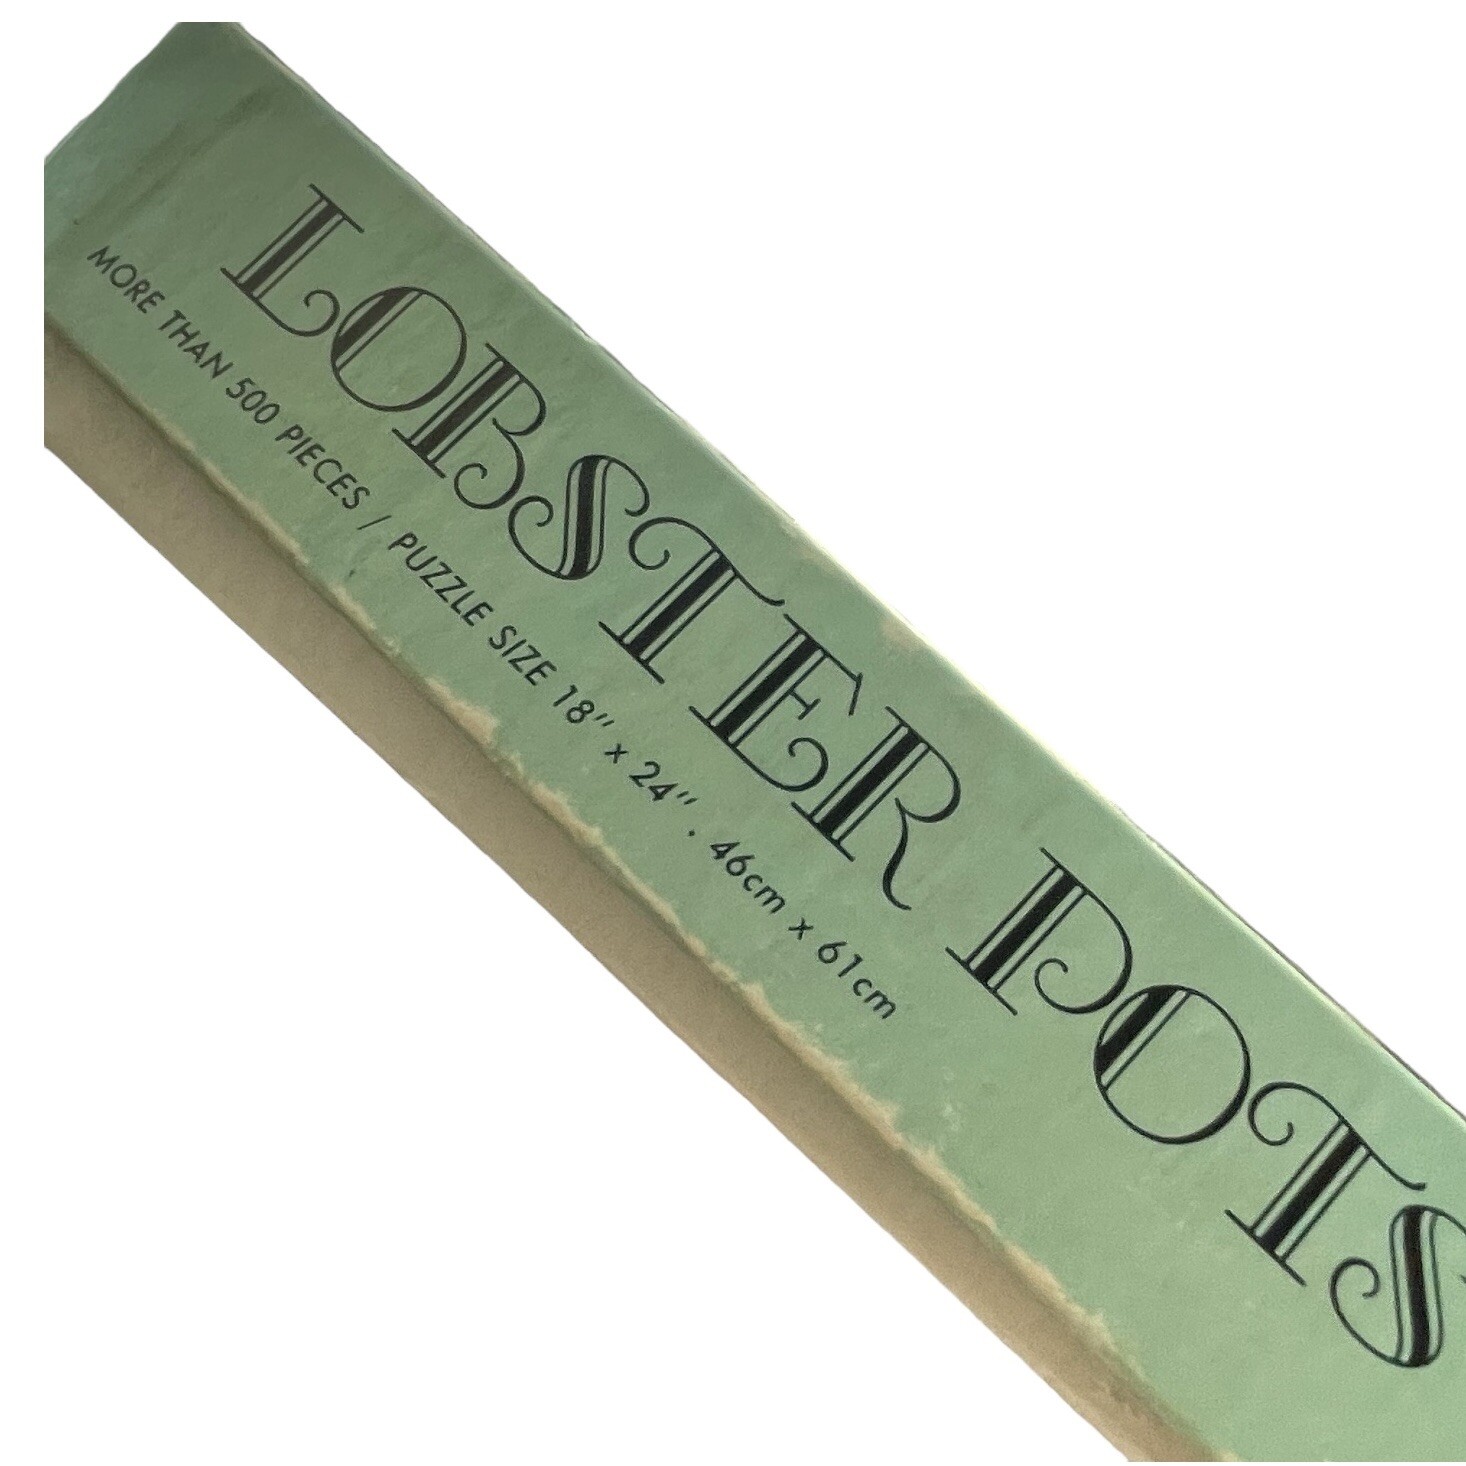 LOBSTER POTS
MORE THAN 500 PIECES / PUZZLE SIZE 18" x 24". 46cm x 61cm